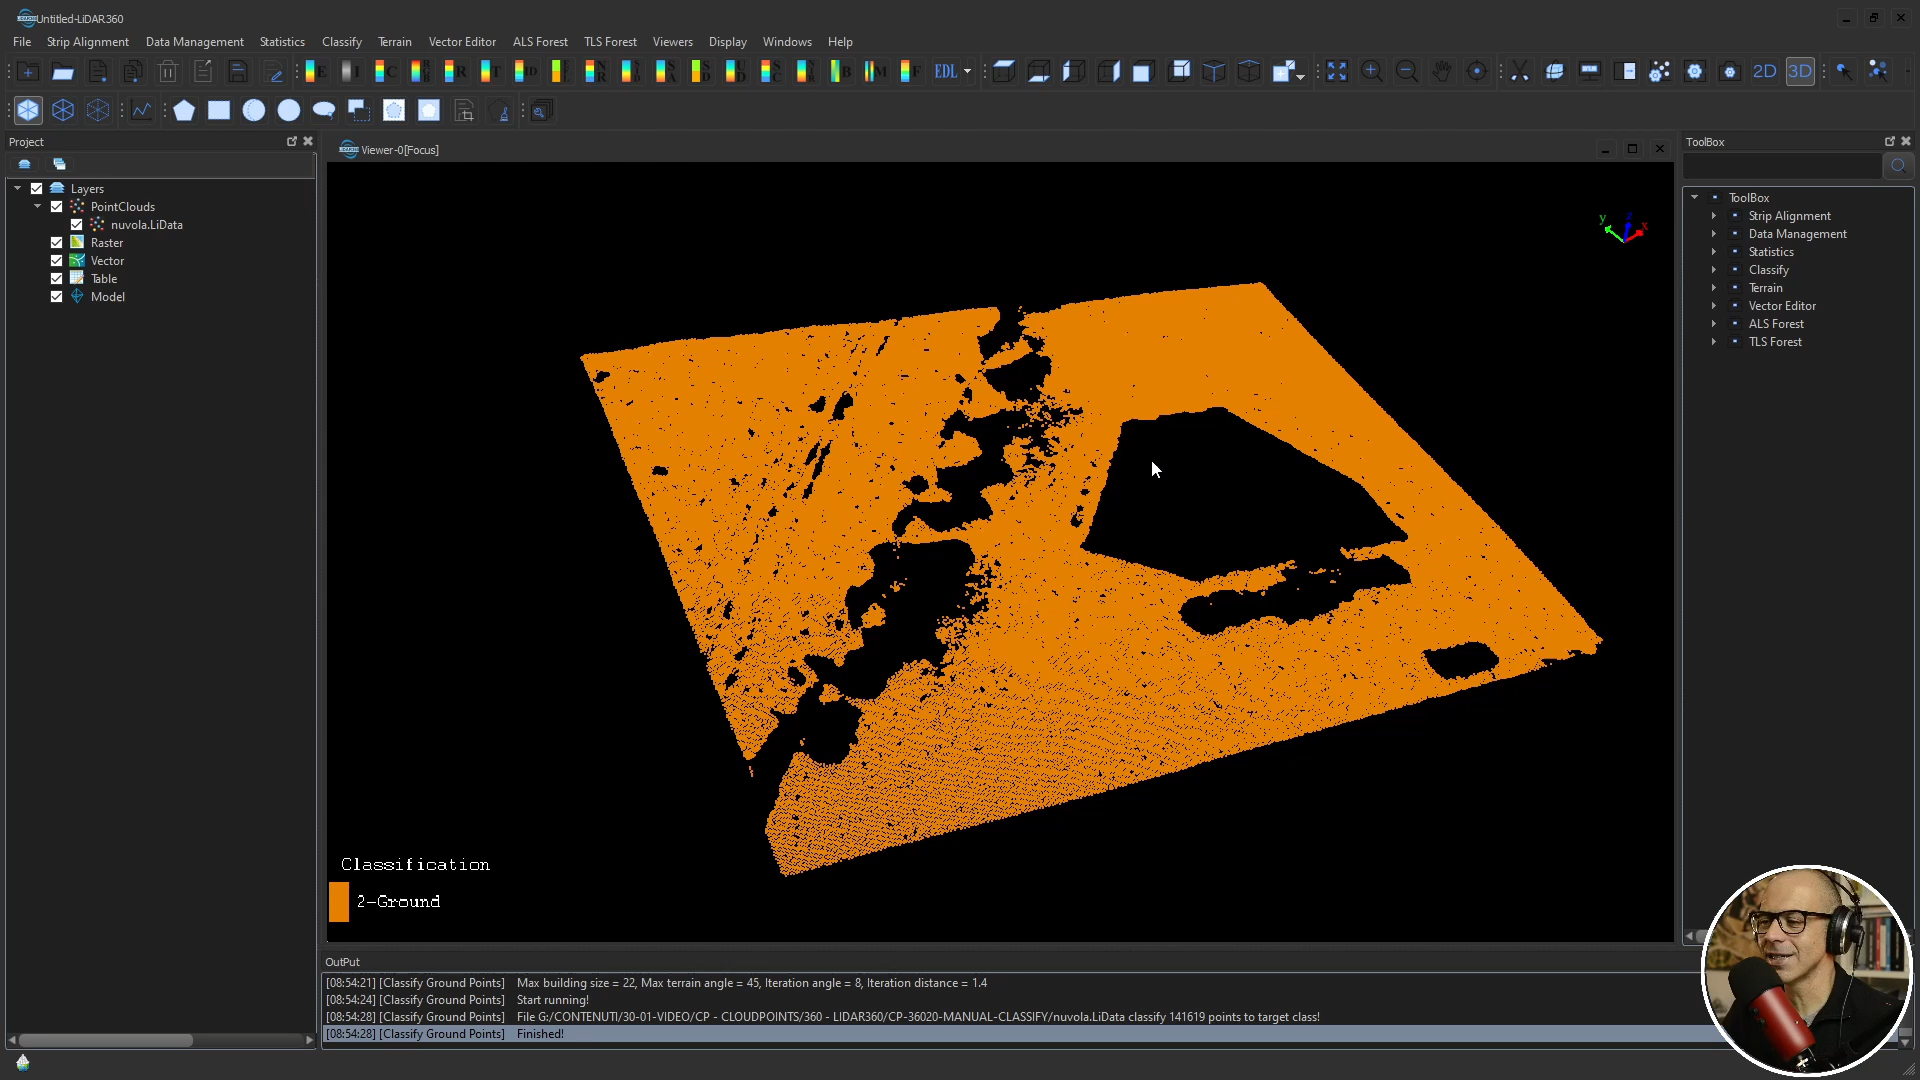 Untitled-LiDAR360
File Strip Alignment Data Management Statistics Classify Terrain Vector Editor ALS Forest TLS Forest Viewers Display Windows Help
EDL 2D 3D
Project
Viewer-0[Focus]
ToolBox
Layers
PointClouds
nuvola.LiData
Raster
Vector
Table
Model
ToolBox
Strip Alignment
Data Management
Statistics
Classify
Terrain
Vector Editor
ALS Forest
TLS Forest
y z x
Classification
2-Ground
OutPut
[08:54:21] [Classify Ground Points] Max building size = 22, Max terrain angle = 45, Iteration angle = 8, Iteration distance = 1.4
[08:54:24] [Classify Ground Points] Start running!
[08:54:28] [Classify Ground Points] File G:/CONTENUTI/30-01-VIDEO/CP - CLOUDPOINTS/360 - LIDAR360/CP-36020-MANUAL-CLASSIFY/nuvola.LiData classify 141619 points to target class!
[08:54:28] [Classify Ground Points] Finished!